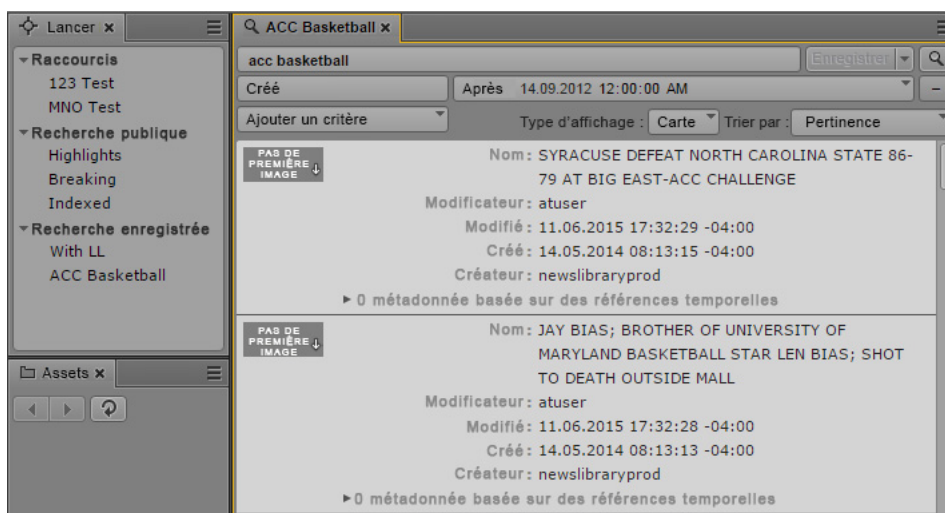 Lancer x
Raccourcis
123 Test
MNO Test
Recherche publique
Highlights
Breaking
Indexed
Recherche enregistrée
With LL
ACC Basketball
Assets x
ACC Basketball x
acc basketball Enregistrer
Créé Après 14.09.2012 12:00:00 AM
Ajouter un critère Type d'affichage : Carte Trier par : Pertinence
PAS DE
PREMIÈRE
IMAGE
Nom : SYRACUSE DEFEAT NORTH CAROLINA STATE 86-
79 AT BIG EAST-ACC CHALLENGE
Modificateur : atuser
Modifié : 11.06.2015 17:32:29 -04:00
Créé : 14.05.2014 08:13:15 -04:00
Créateur : newslibraryprod
0 métadonnée basée sur des références temporelles
PAS DE
PREMIÈRE
IMAGE
Nom : JAY BIAS; BROTHER OF UNIVERSITY OF
MARYLAND BASKETBALL STAR LEN BIAS; SHOT
TO DEATH OUTSIDE MALL
Modificateur : atuser
Modifié : 11.06.2015 17:32:28 -04:00
Créé : 14.05.2014 08:13:13 -04:00
Créateur : newslibraryprod
0 métadonnée basée sur des références temporelles